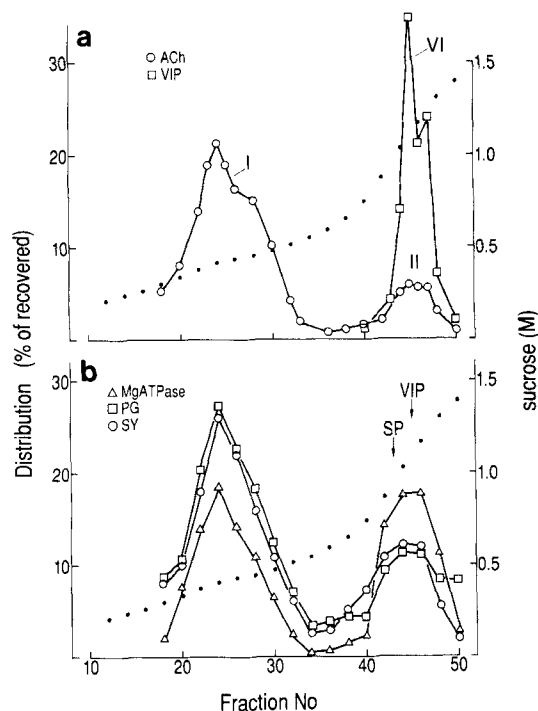 a
ACh
VIP
30
20
10
I
VI
II
1.5
1.0
0.5
0
b
MgATPase
PG
SY
30
20
10
VIP
SP
1.5
1.0
0.5
0
10 20 30 40 50
Fraction No
Distribution (% of recovered)
sucrose (M)